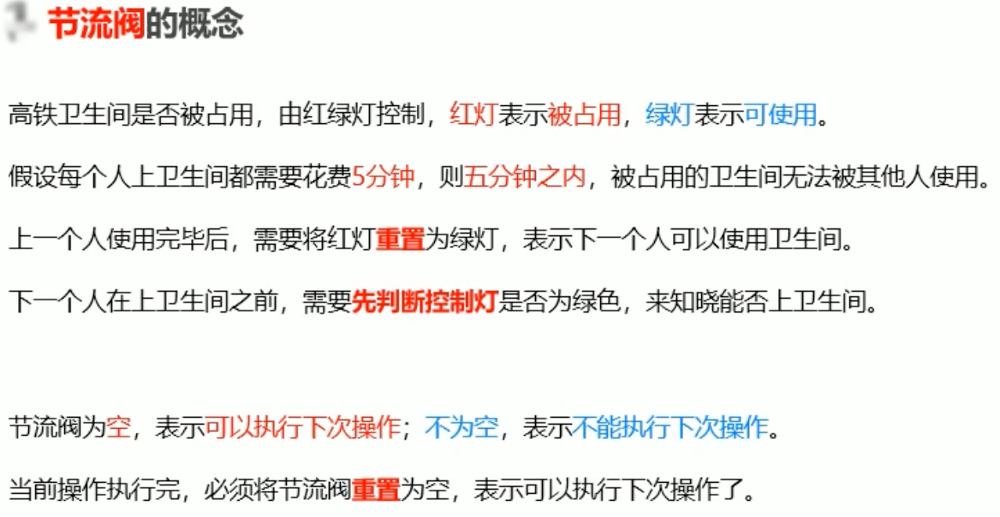 节流阀的概念
高铁卫生间是否被占用，由红绿灯控制，红灯表示被占用，绿灯表示可使用。
假设每个人上卫生间都需要花费5分钟，则五分钟之内，被占用的卫生间无法被其他人使用。
上一个人使用完毕后，需要将红灯重置为绿灯，表示下一个人可以使用卫生间。
下一个人在上卫生间之前，需要先判断控制灯是否为绿色，来知晓能否上卫生间。
节流阀为空，表示可以执行下次操作；不为空，表示不能执行下次操作。
当前操作执行完，必须将节流阀重置为空，表示可以执行下次操作了。